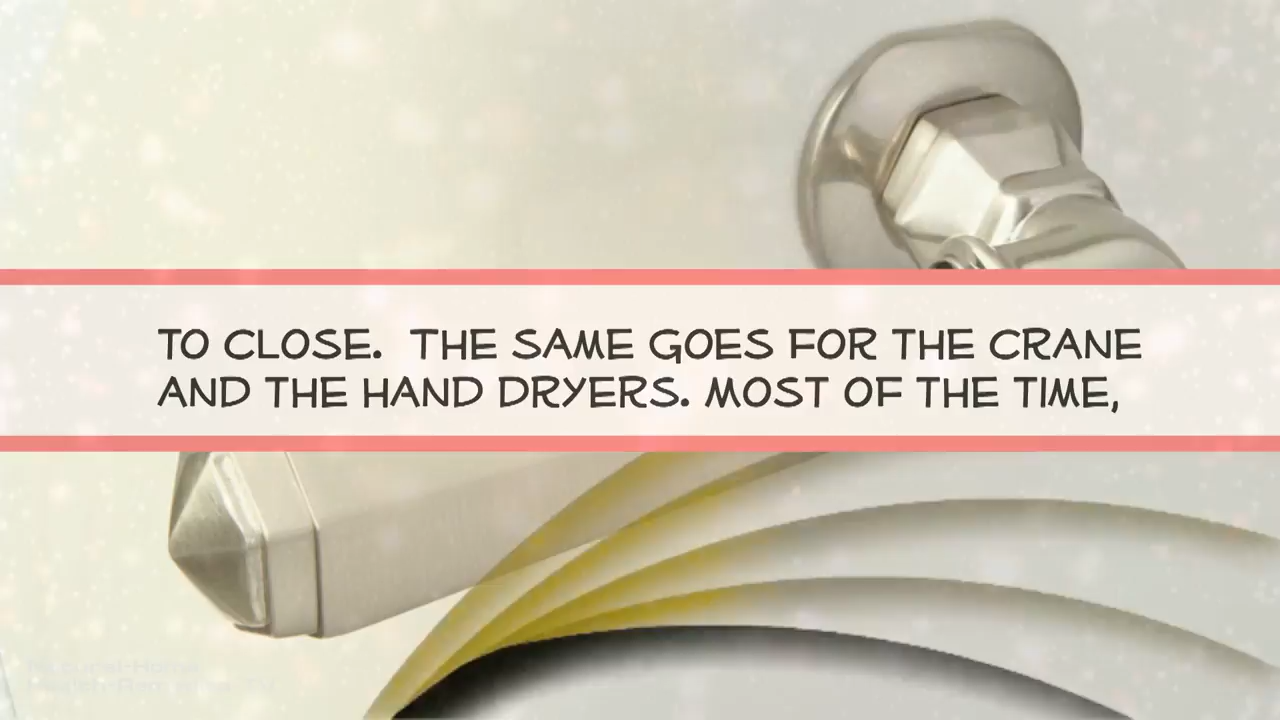 TO CLOSE. THE SAME GOES FOR THE CRANE
AND THE HAND DRYERS. MOST OF THE TIME,